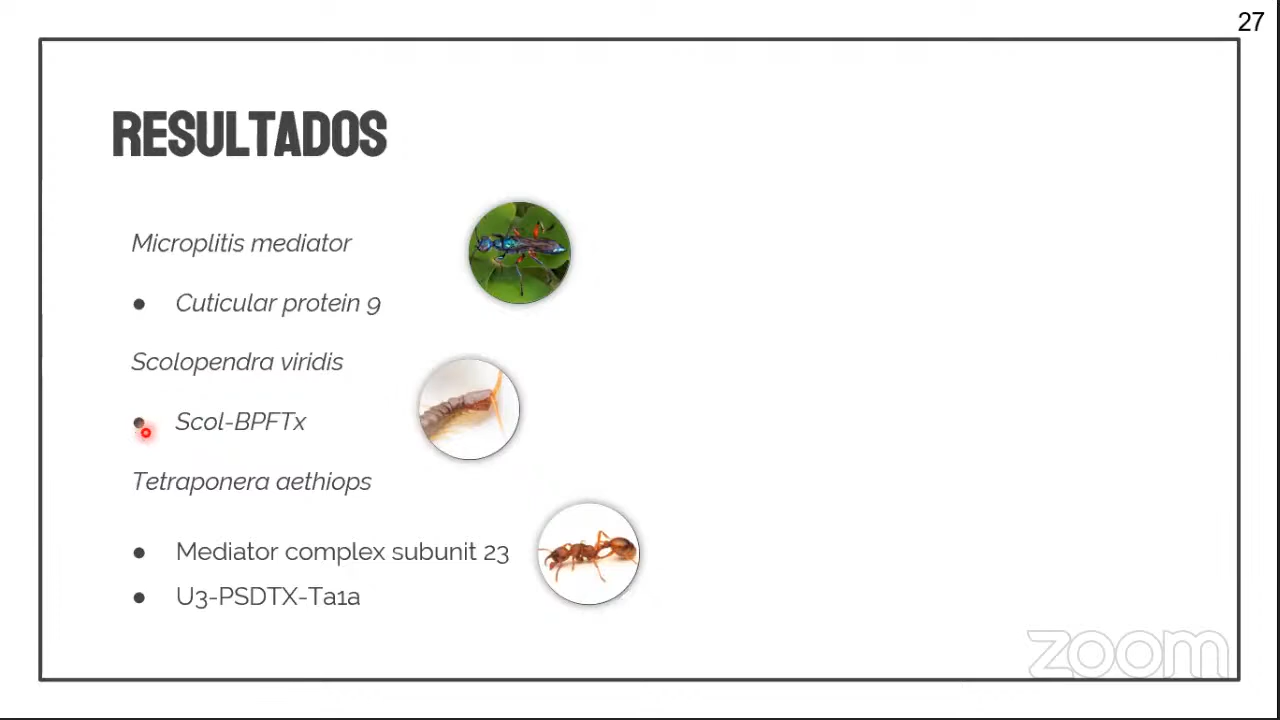 27
RESULTADOS
Microplitis mediator
● Cuticular protein 9
Scolopendra viridis
● Scol-BPFTx
Tetraponera aethiops
● Mediator complex subunit 23
● U3-PSDTX-Ta1a
zoom